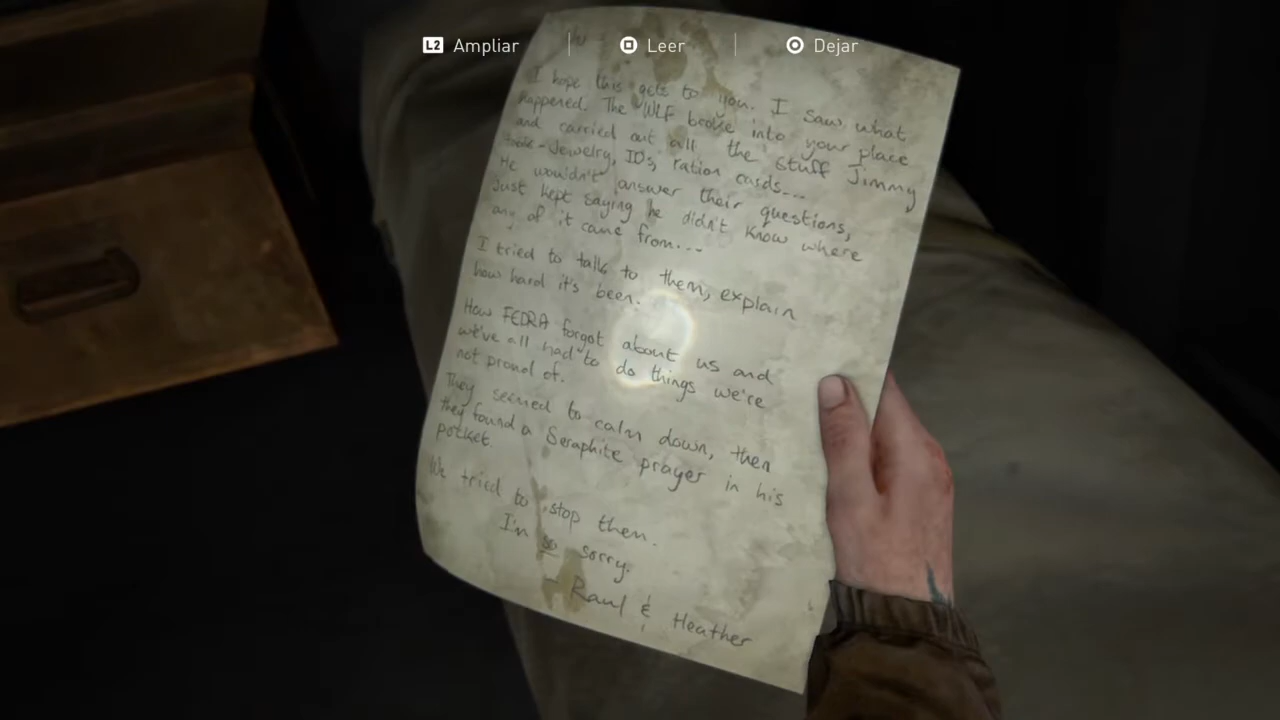 L2 Ampliar
Leer
Dejar
I hope this gets to you. I saw what
happened. The WLF broke into your place
and carried out all the stuff Jimmy
took - Jewelry, IDs, ration cards...
He wouldn't answer their questions,
Just kept saying he didn't know where
any of it came from...
I tried to talk to them, explain
how hard it's been.
How FEDRA forgot about us and
we've all had to do things we're
not proud of.
They seemed to calm down, then
they found a Seraphite prayer in his
pocket.
We tried to stop them.
I'm so sorry.
- Raul & Heather